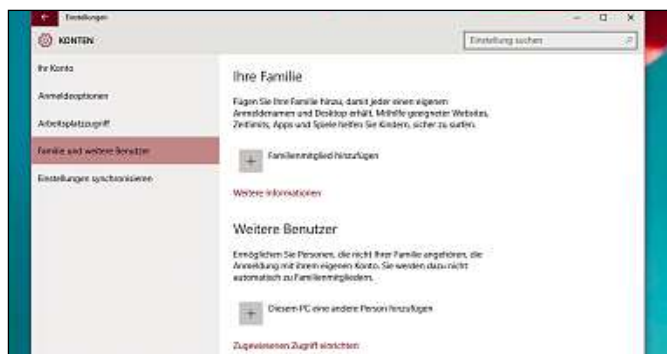 Einstellungen
KONTEN
Einstellung suchen
Ihr Konto
Anmeldeoptionen
Arbeitsplatzzugriff
Familie und weitere Benutzer
Einstellungen synchronisieren
Ihre Familie
Fügen Sie Ihre Familie hinzu, damit jeder einen eigenen
Anmeldenamen und Desktop erhält. Mithilfe geeigneter Websites,
Zeitlimits, Apps und Spiele helfen Sie Kindern, sicher zu surfen.
Familienmitglied hinzufügen
Weitere Informationen
Weitere Benutzer
Ermöglichen Sie Personen, die nicht Ihrer Familie angehören, die
Anmeldung mit ihrem eigenen Konto. Sie werden dazu nicht
automatisch zu Familienmitgliedern.
Diesem PC eine andere Person hinzufügen
Zugewiesenen Zugriff einrichten